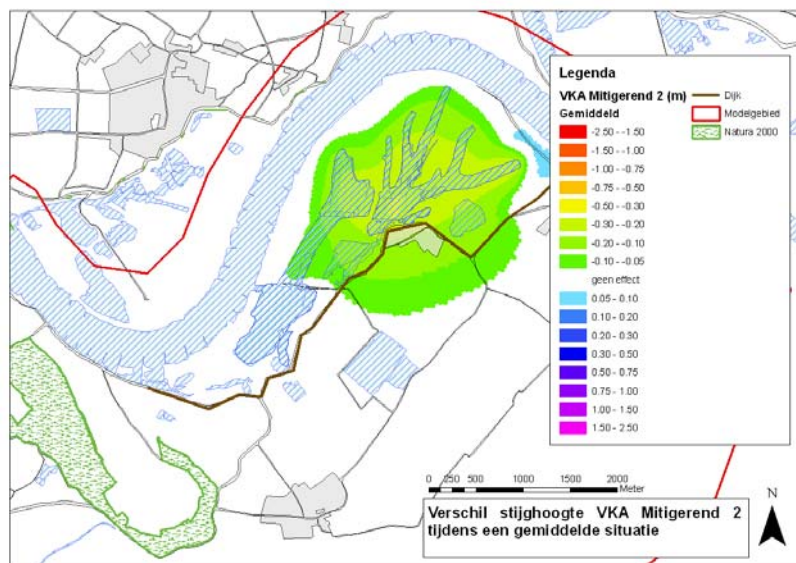 Legenda
VKA Mitigerend 2 (m)
Gemiddeld
-2.50 - -1.50
-1.50 - -1.00
-1.00 - -0.75
-0.75 - -0.50
-0.50 - -0.30
-0.30 - -0.20
-0.20 - -0.10
-0.10 - -0.05
geen effect
0.05 - 0.10
0.10 - 0.20
0.20 - 0.30
0.30 - 0.50
0.50 - 0.75
0.75 - 1.00
1.00 - 1.50
1.50 - 2.50
Dijk
Modelgebied
Natura 2000
0 250 500 1000 1500 2000
Meter
Verschil stijghoogte VKA Mitigerend 2
tijdens een gemiddelde situatie
N